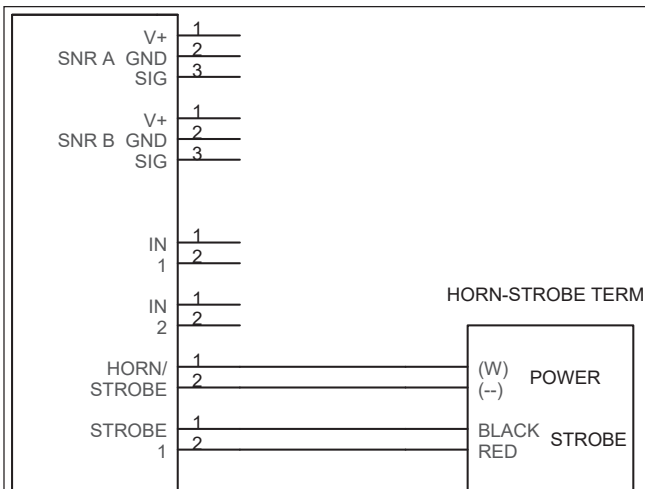 V+ 1
SNR A GND 2
SIG 3
V+ 1
SNR B GND 2
SIG 3
IN 1
1 2
IN 1
2 2
HORN-STROBE TERM
HORN/ 1 (W)
POWER
STROBE 2 (--)
STROBE 1 BLACK
STROBE
1 2 RED